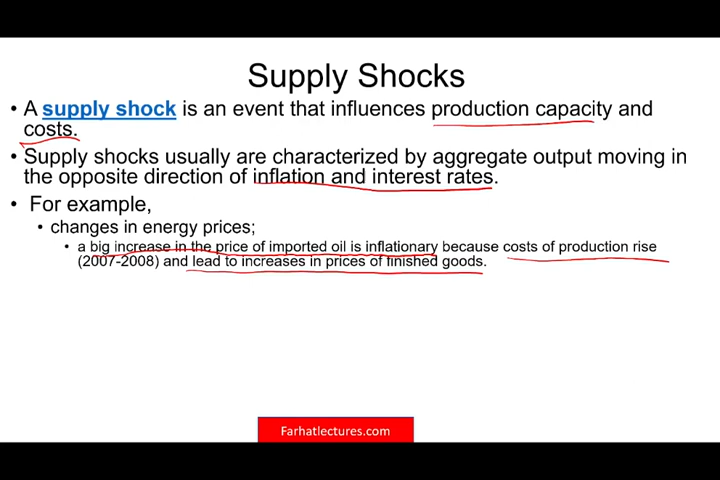 Supply Shocks
• A supply shock is an event that influences production capacity and
costs.
• Supply shocks usually are characterized by aggregate output moving in
the opposite direction of inflation and interest rates.
• For example,
• changes in energy prices;
• a big increase in the price of imported oil is inflationary because costs of production rise
(2007-2008) and lead to increases in prices of finished goods.
Farhatlectures.com